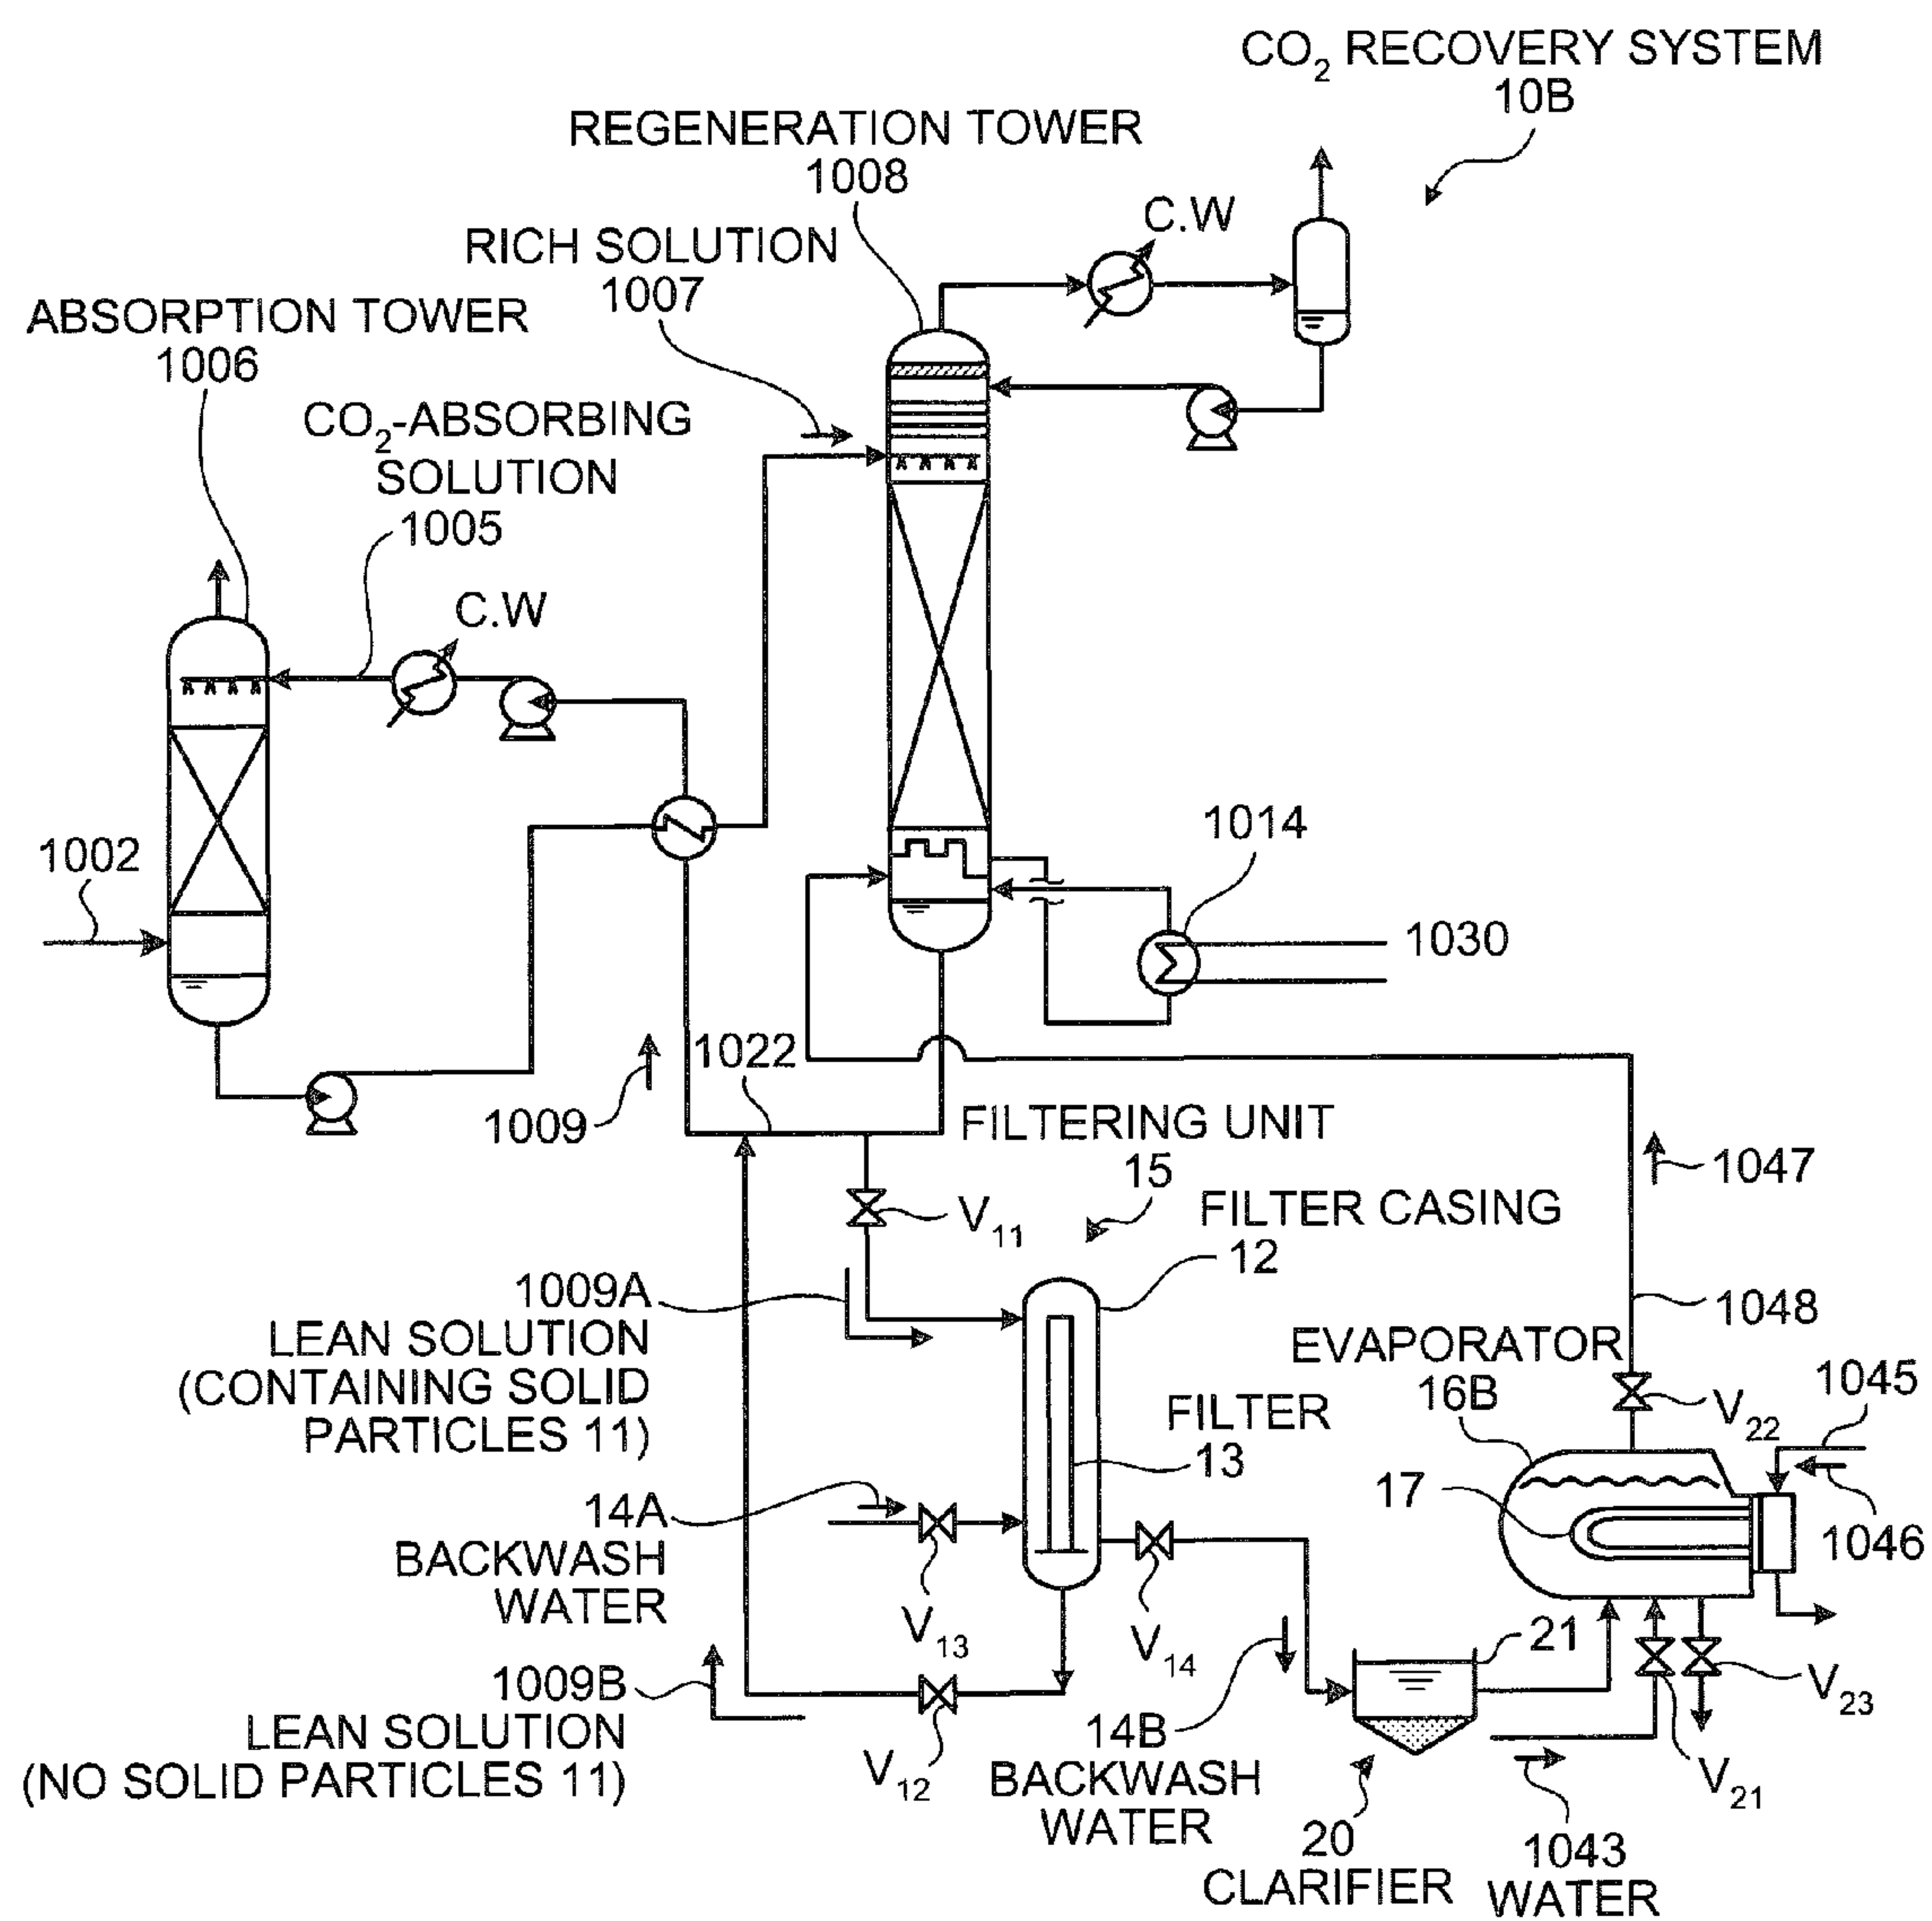 CO2 RECOVERY SYSTEM
10B
REGENERATION TOWER
1008
C.W
RICH SOLUTION
1007
ABSORPTION TOWER
1006
CO2-ABSORBING
SOLUTION
1005
C.W
1002
1014
1030
1022
1009
FILTERING UNIT
15
1047
V11
FILTER CASING
12
1009A
LEAN SOLUTION
(CONTAINING SOLID
PARTICLES 11)
1048
EVAPORATOR
16B
1045
V22
FILTER
13
17
1046
14A
BACKWASH
WATER
V13
V14
21
V23
1009B
LEAN SOLUTION
(NO SOLID PARTICLES 11)
V12
14B
BACKWASH
WATER
V21
20
CLARIFIER
1043
WATER